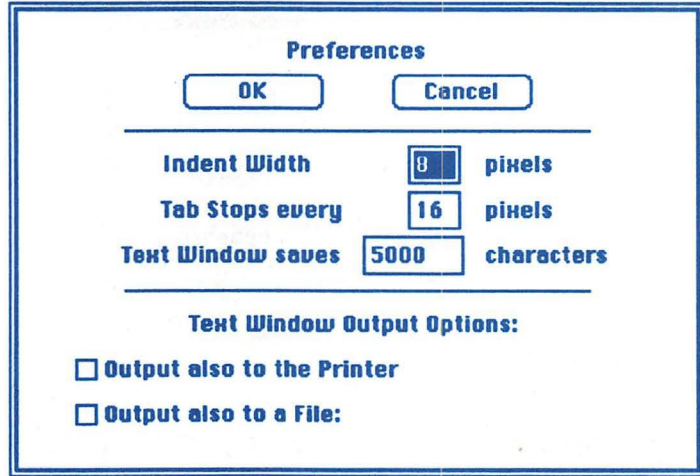 Preferences
OK Cancel
Indent Width 8 pixels
Tab Stops every 16 pixels
Text Window saves 5000 characters
Text Window Output Options:
Output also to the Printer
Output also to a File: